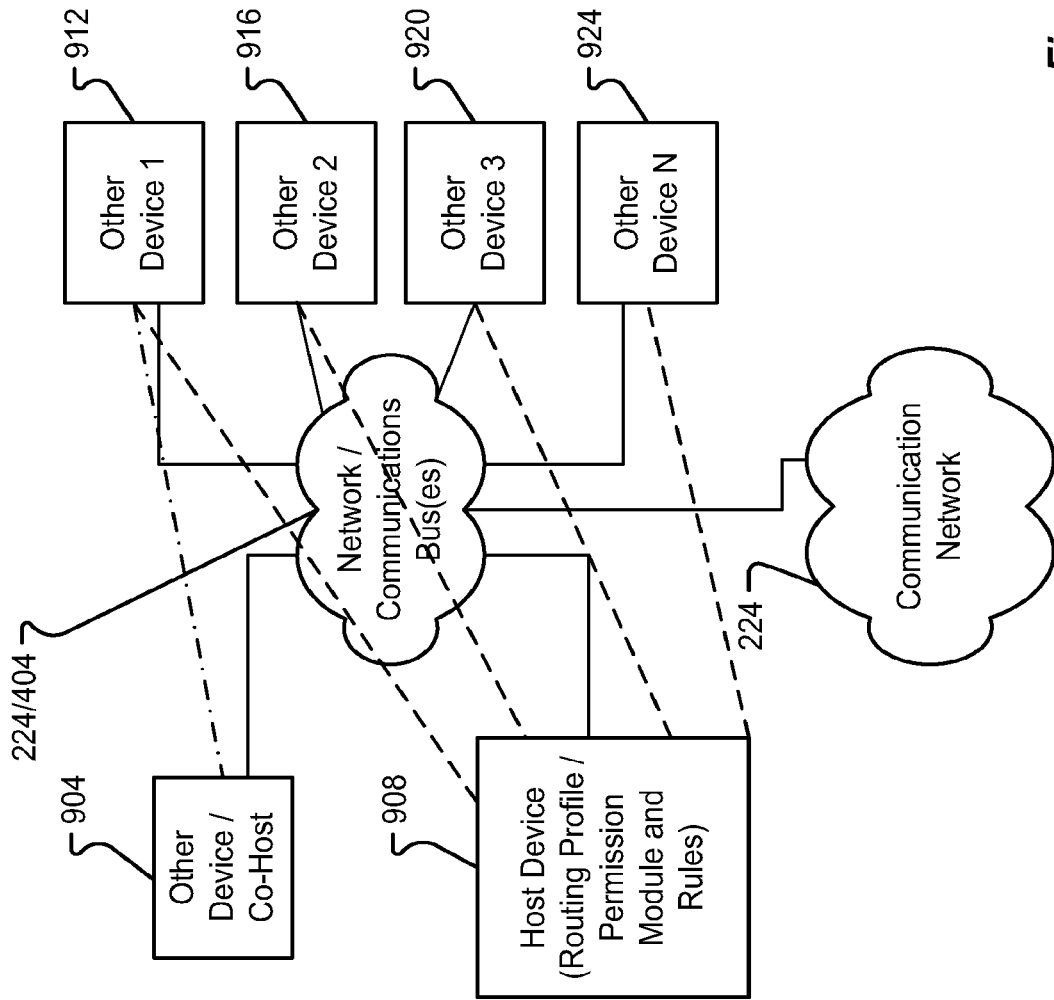 224/404
904
Other
Device /
Co-Host
908
Host Device
(Routing Profile /
Permission
Module and
Rules)
Network /
Communications
Bus(es)
912
Other
Device 1
916
Other
Device 2
920
Other
Device 3
924
Other
Device N
224
Communication
Network